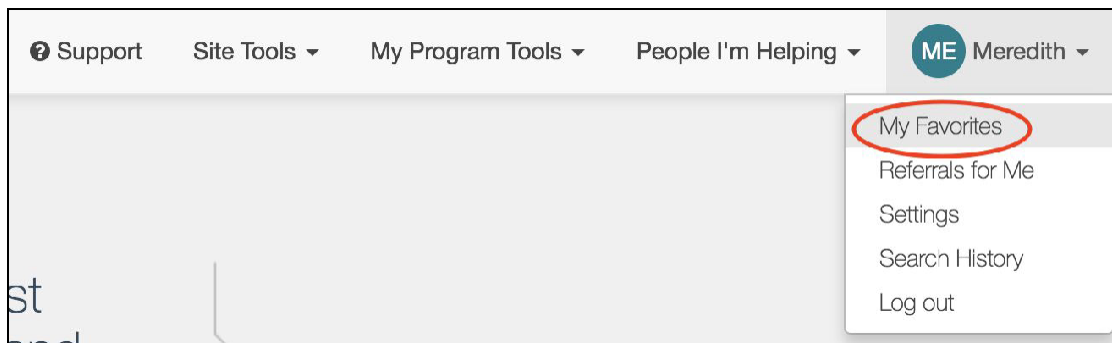 ? Support Site Tools My Program Tools People I'm Helping ME Meredith
My Favorites
Referrals for Me
Settings
Search History
Log out
st